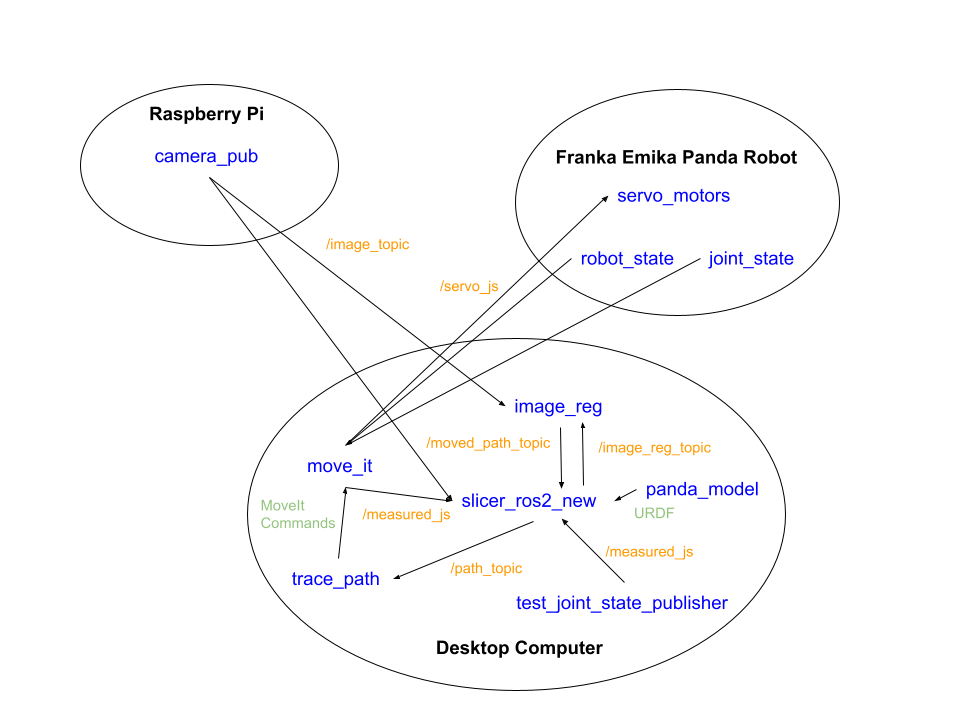 Raspberry Pi
camera_pub
Franka Emika Panda Robot
servo_motors
robot_state
joint_state
/image_topic
/servo_js
image_reg
/moved_path_topic
/image_reg_topic
move_it
slicer_ros2_new
panda_model
MoveIt
Commands
/measured_js
URDF
/measured_js
/path_topic
trace_path
test_joint_state_publisher
Desktop Computer